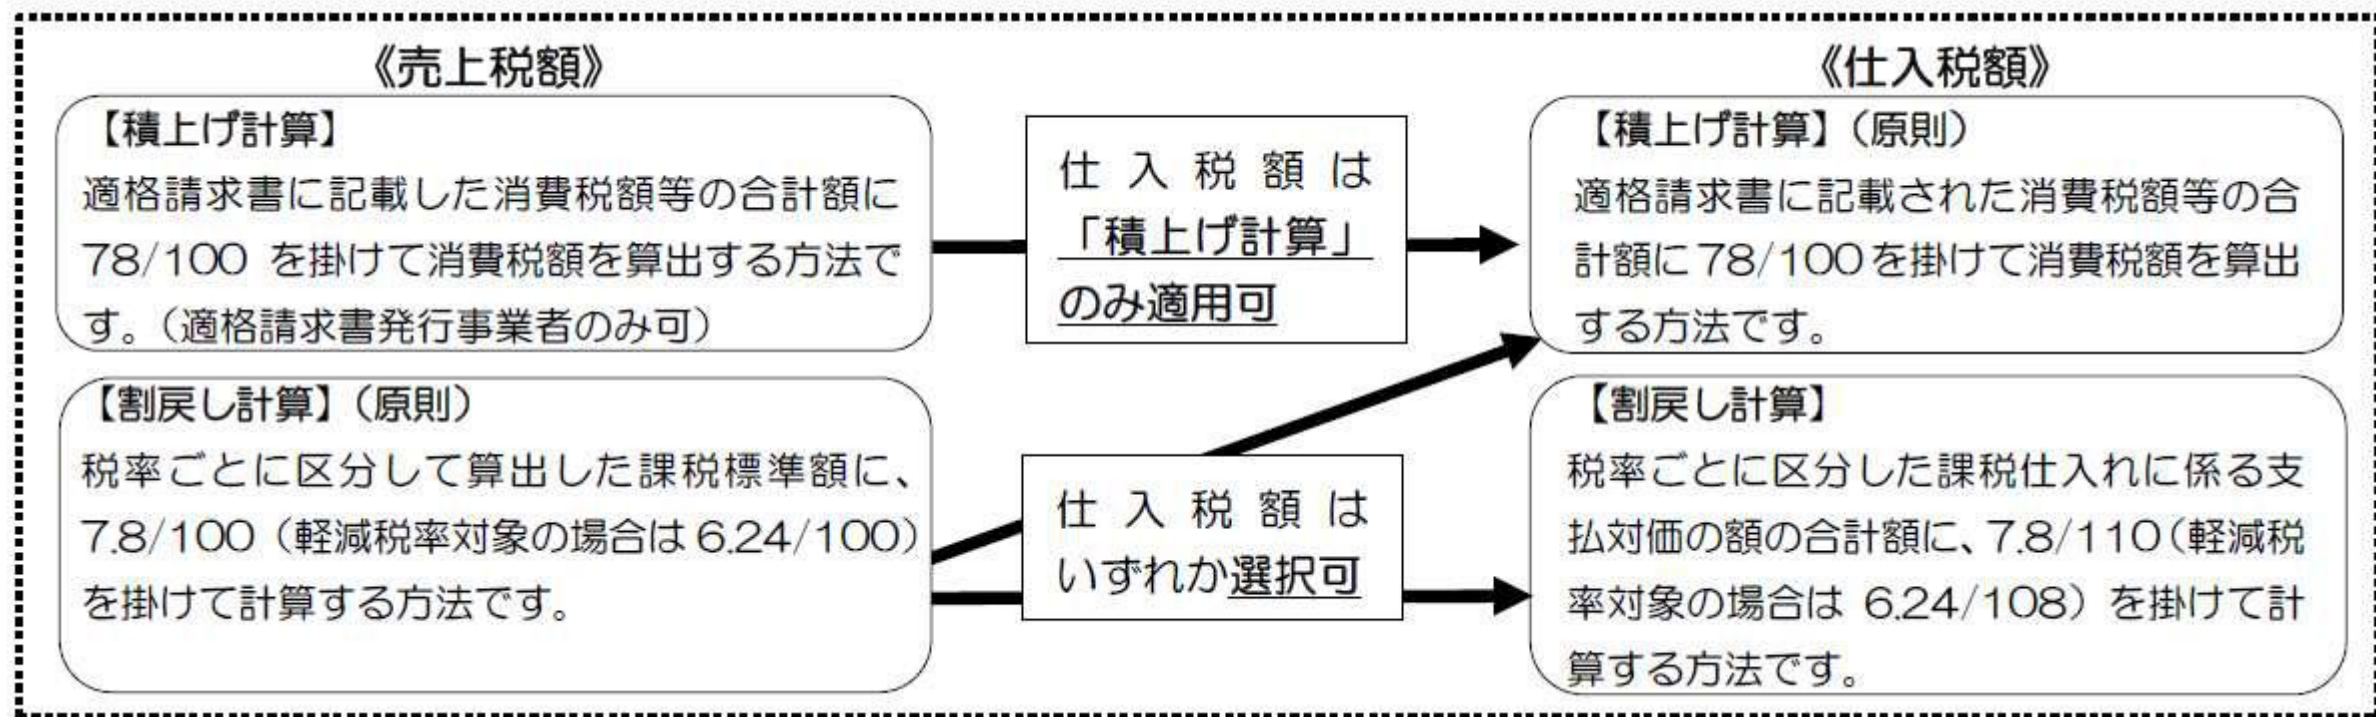 《売上税額》
【積上げ計算】
適格請求書に記載した消費税額等の合計額に
78/100 を掛けて消費税額を算出する方法で
す。（適格請求書発行事業者のみ可）
【割戻し計算】（原則）
税率ごとに区分して算出した課税標準額に、
7.8/100（軽減税率対象の場合は 6.24/100）
を掛けて計算する方法です。
仕入税額は
「積上げ計算」
のみ適用可
仕入税額は
いずれか選択可
《仕入税額》
【積上げ計算】（原則）
適格請求書に記載された消費税額等の合
計額に 78/100 を掛けて消費税額を算出
する方法です。
【割戻し計算】
税率ごとに区分した課税仕入れに係る支
払対価の額の合計額に、7.8/110（軽減税
率対象の場合は 6.24/108）を掛けて計
算する方法です。